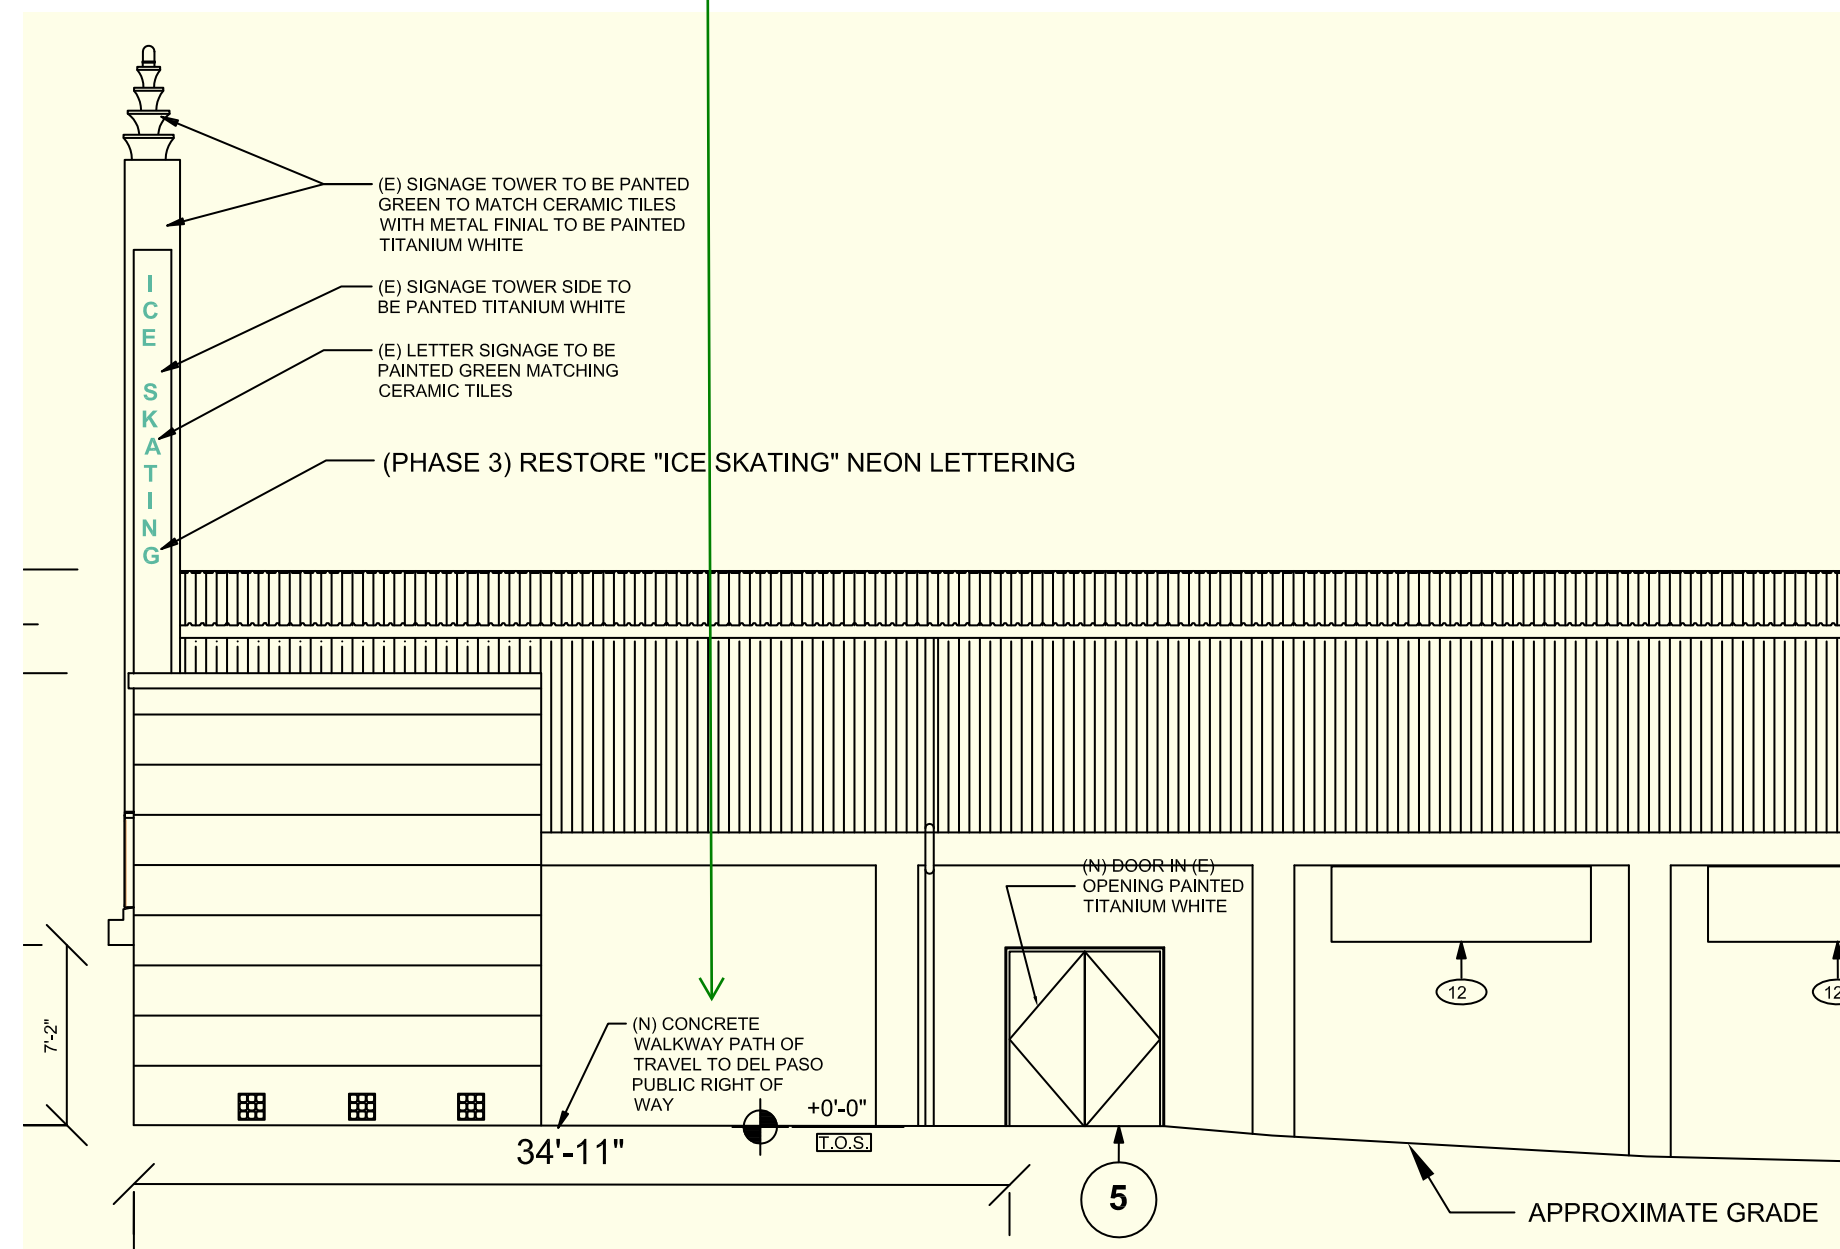 (E) SIGNAGE TOWER TO BE PANTED
GREEN TO MATCH CERAMIC TILES
WITH METAL FINIAL TO BE PAINTED
TITANIUM WHITE
(E) SIGNAGE TOWER SIDE TO
BE PANTED TITANIUM WHITE
(E) LETTER SIGNAGE TO BE
PAINTED GREEN MATCHING
CERAMIC TILES
(PHASE 3) RESTORE "ICE SKATING" NEON LETTERING
I
C
E
S
K
A
T
I
N
G
(N) DOOR IN (E)
OPENING PAINTED
TITANIUM WHITE
12
12
7'-2"
(N) CONCRETE
WALKWAY PATH OF
TRAVEL TO DEL PASO
PUBLIC RIGHT OF
WAY
+0'-0"
T.O.S.
34'-11"
5
APPROXIMATE GRADE